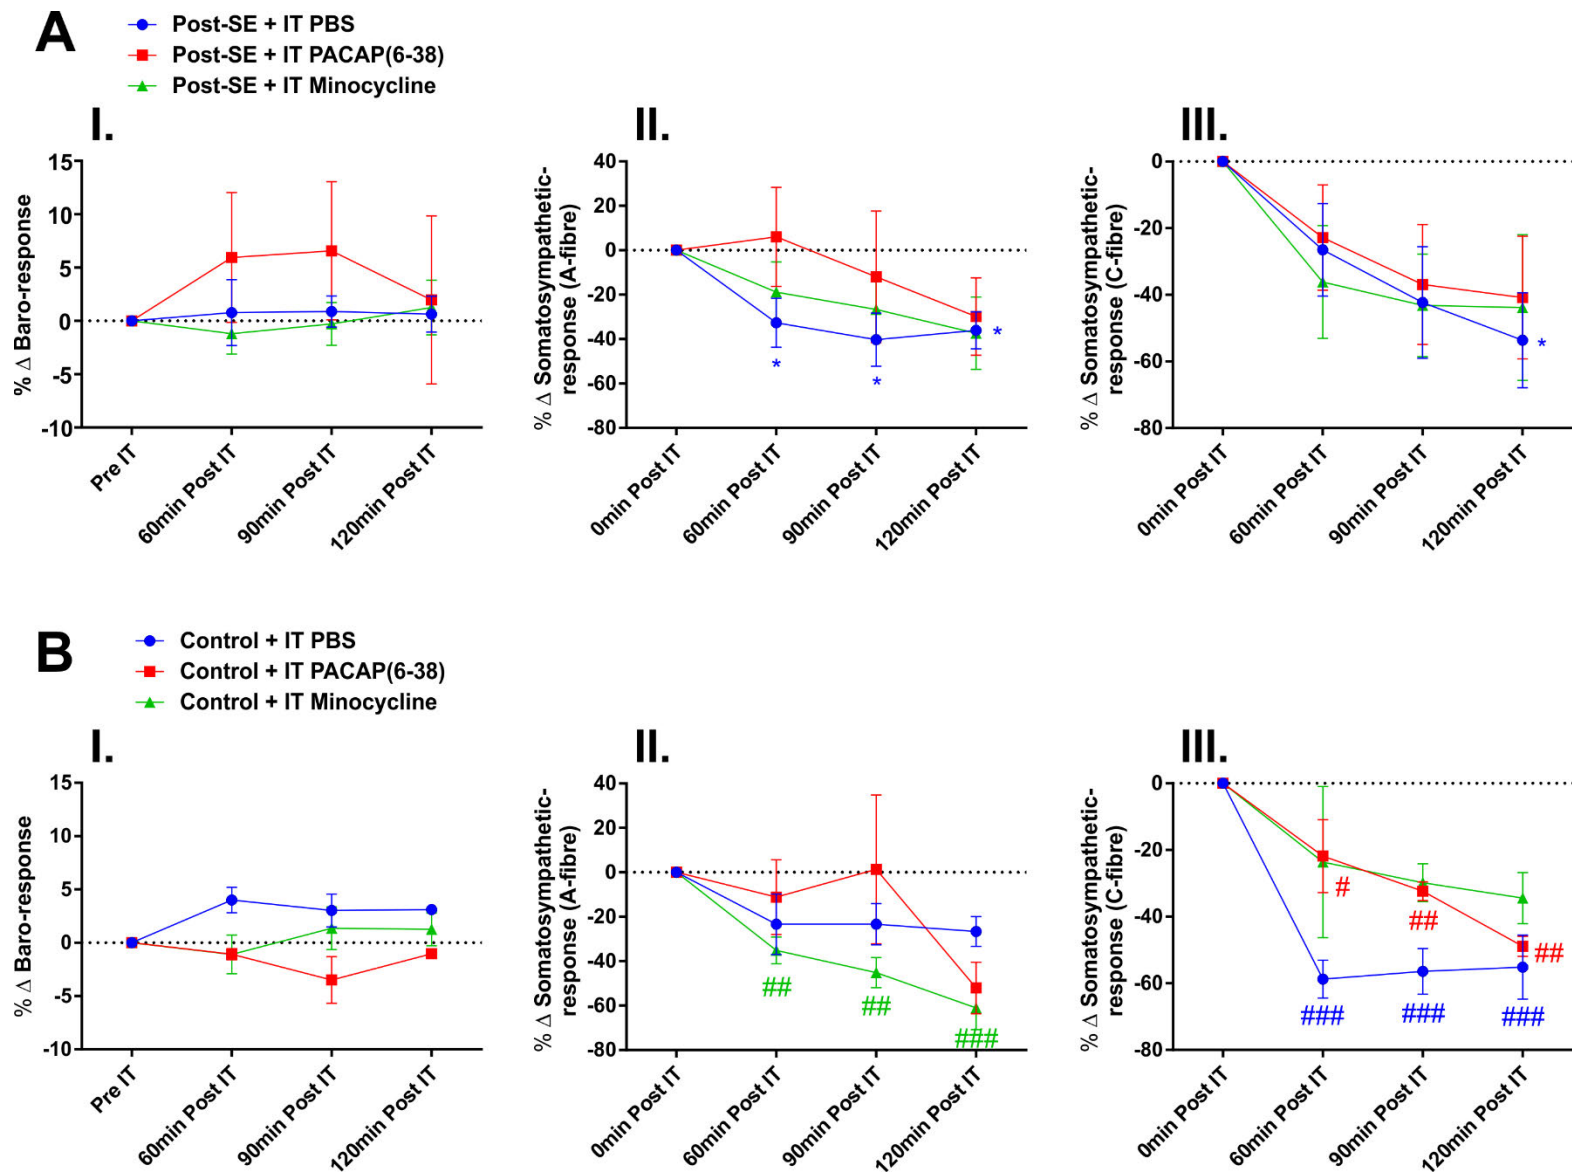 A
Post-SE + IT PBS
Post-SE + IT PACAP(6-38)
Post-SE + IT Minocycline
I.
% Δ Baro-response
15
10
5
0
-5
-10
Pre IT
60min Post IT
90min Post IT
120min Post IT
II.
% Δ Somatosympathetic-
response (A-fibre)
40
20
0
-20
-40
-60
-80
*
*
*
0min Post IT
60min Post IT
90min Post IT
120min Post IT
III.
% Δ Somatosympathetic-
response (C-fibre)
0
-20
-40
-60
-80
*
0min Post IT
60min Post IT
90min Post IT
120min Post IT
B
Control + IT PBS
Control + IT PACAP(6-38)
Control + IT Minocycline
I.
% Δ Baro-response
15
10
5
0
-5
-10
Pre IT
60min Post IT
90min Post IT
120min Post IT
II.
% Δ Somatosympathetic-
response (A-fibre)
40
20
0
-20
-40
-60
-80
##
##
###
0min Post IT
60min Post IT
90min Post IT
120min Post IT
III.
% Δ Somatosympathetic-
response (C-fibre)
0
-20
-40
-60
-80
#
##
##
###
###
###
0min Post IT
60min Post IT
90min Post IT
120min Post IT